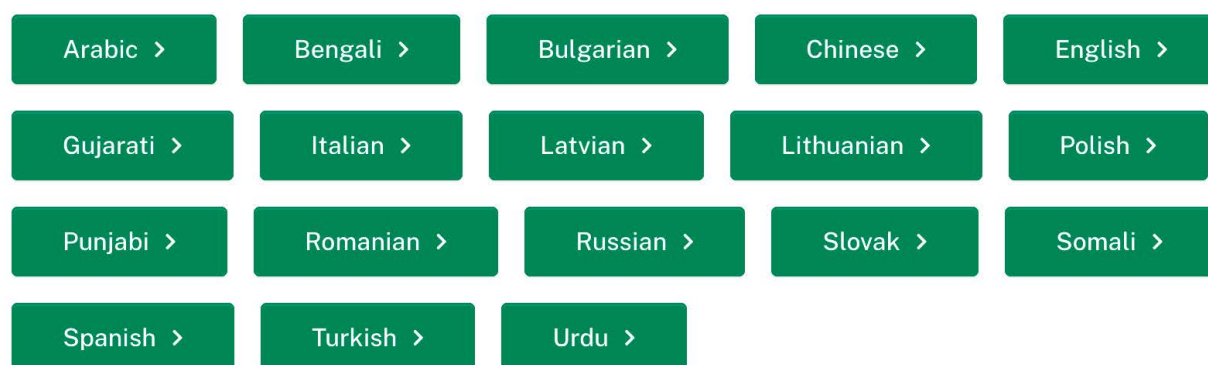 Arabic Bengali Bulgarian Chinese English
Gujarati Italian Latvian Lithuanian Polish
Punjabi Romanian Russian Slovak Somali
Spanish Turkish Urdu